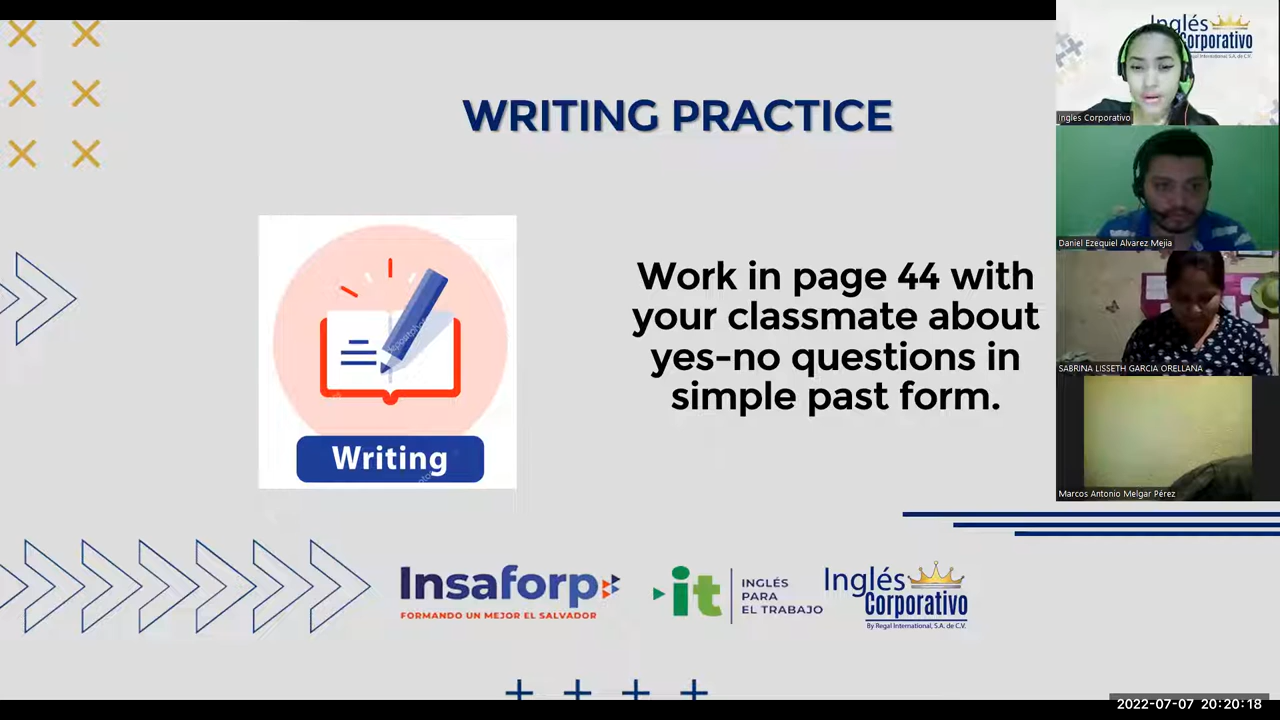 WRITING PRACTICE
Work in page 44 with
your classmate about
yes-no questions in
simple past form.
Writing
Insaforp
FORMANDO UN MEJOR EL SALVADOR
it
INGLÉS
PARA
EL TRABAJO
Inglés
Corporativo
By Regal International, S.A. de C.V.
Inglés
Corporativo
Ingles Corporativo
Daniel Ezequiel Alvarez Mejia
SABRINA LISSETH GARCIA ORELLANA
Marcos Antonio Melgar Pérez
2022-07-07 20:20:18